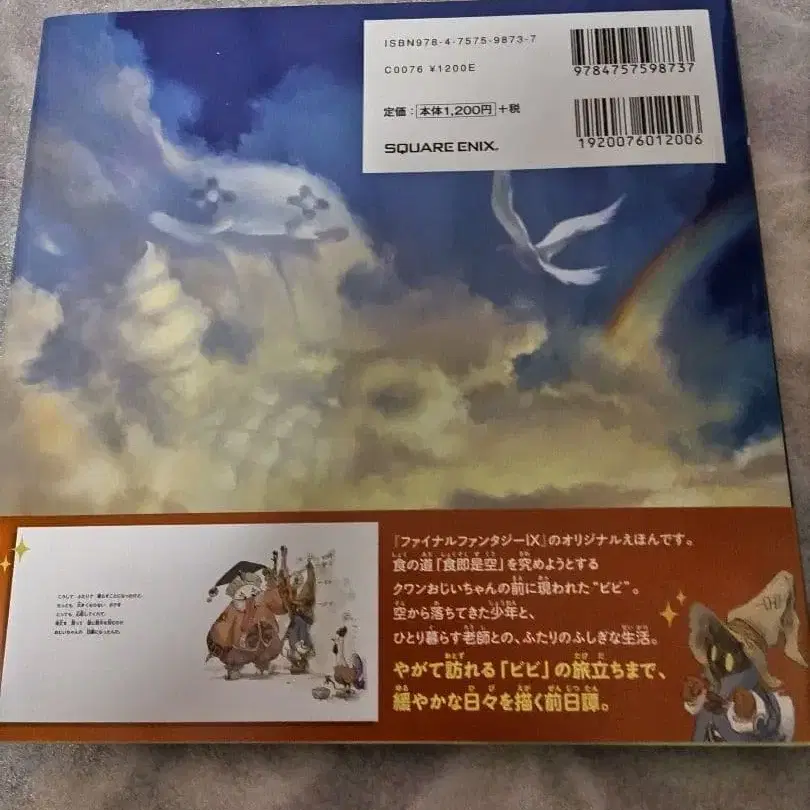 ISBN978-4-7575-9873-7
C0076 ¥1200E
定価：本体1,200円＋税
SQUARE ENIX®
9784757598737
1920076012006
『ファイナルファンタジーIX』のオリジナルえほんです。
食の道「食即是空」を究めようとする
クワンおじいちゃんの前に現われた“ビビ”。
空から落ちてきた少年と、
ひとり暮らす老師との、ふたりのふしぎな生活。
やがて訪れる「ビビ」の旅立ちまで、
緩やかな日々を描く前日譚。